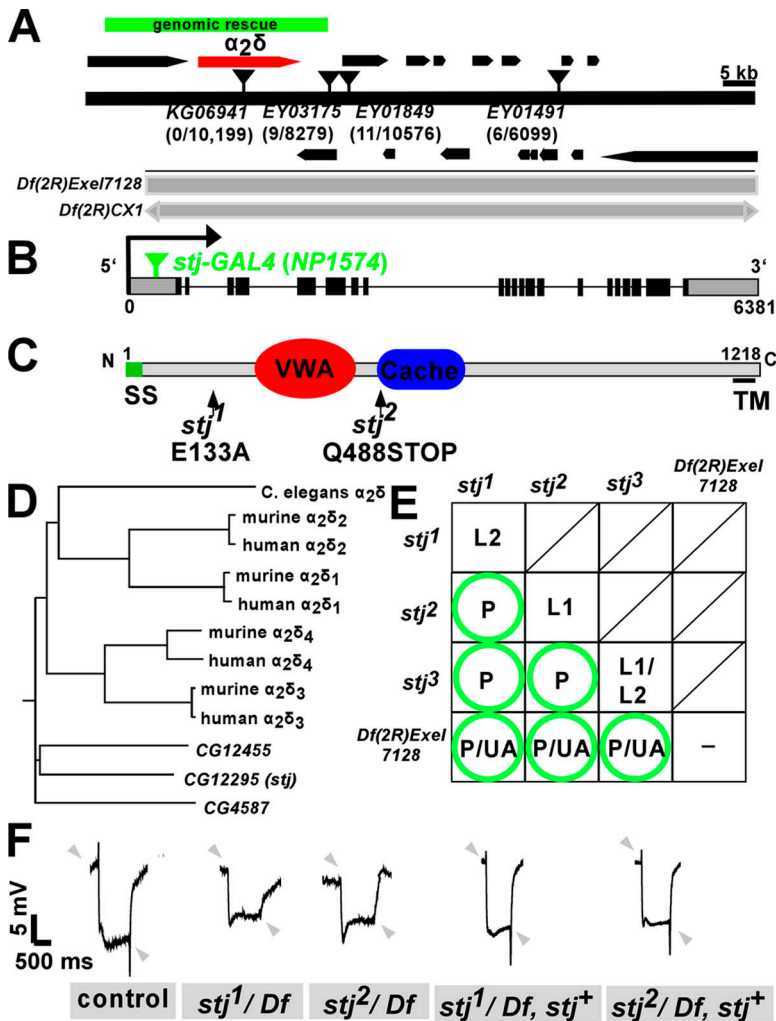 A
genomic rescue
α2δ
5 kb
KG06941 EY03175 EY01849 EY01491
(0/10,199) (9/8279) (11/10576) (6/6099)
Df(2R)Exel7128
Df(2R)CX1
B
5‘ stj-GAL4 (NP1574) 3‘
0 6381
C
N 1 VWA Cache 1218 C
SS TM
stj1 stj2
E133A Q488STOP
D
C. elegans α2δ
murine α2δ2
human α2δ2
murine α2δ1
human α2δ1
murine α2δ4
human α2δ4
murine α2δ3
human α2δ3
CG12455
CG12295 (stj)
CG4587
E
stj1 stj2 stj3 Df(2R)Exel
7128
stj1 L2
stj2 P L1
stj3 P P L1/
L2
Df(2R)Exel
7128 P/UA P/UA P/UA –
F
5 mV
500 ms
control stj1/ Df stj2/ Df stj1/ Df, stj+ stj2/ Df, stj+